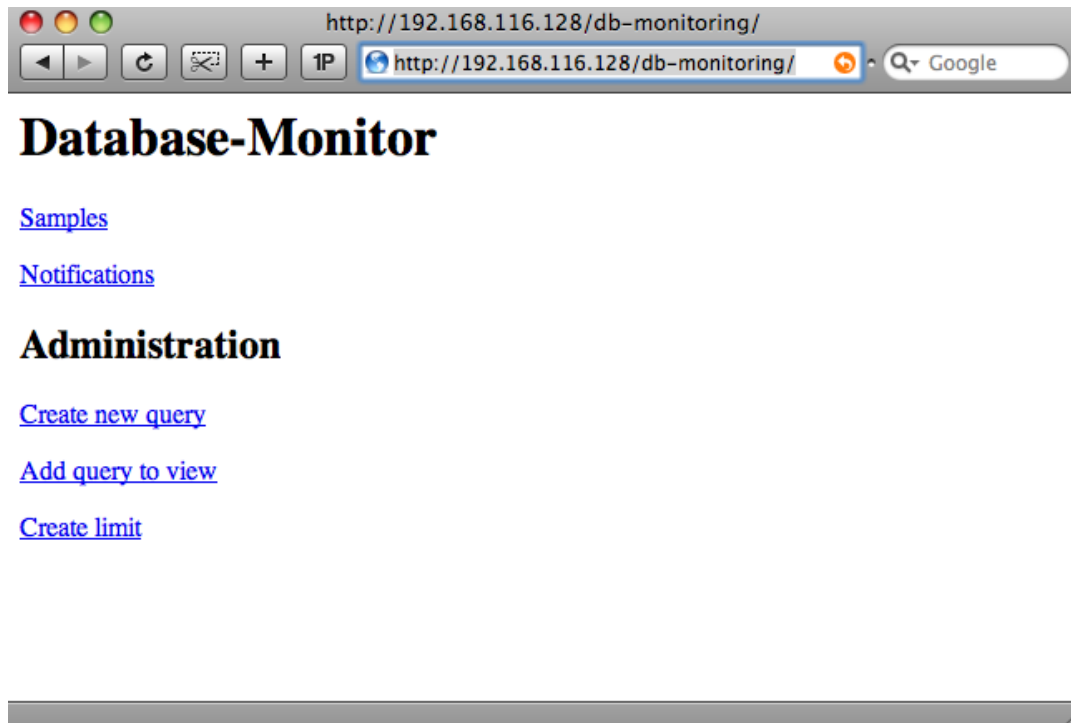 http://192.168.116.128/db-monitoring/
+ 1P http://192.168.116.128/db-monitoring/ Google
Database-Monitor
Samples
Notifications
Administration
Create new query
Add query to view
Create limit